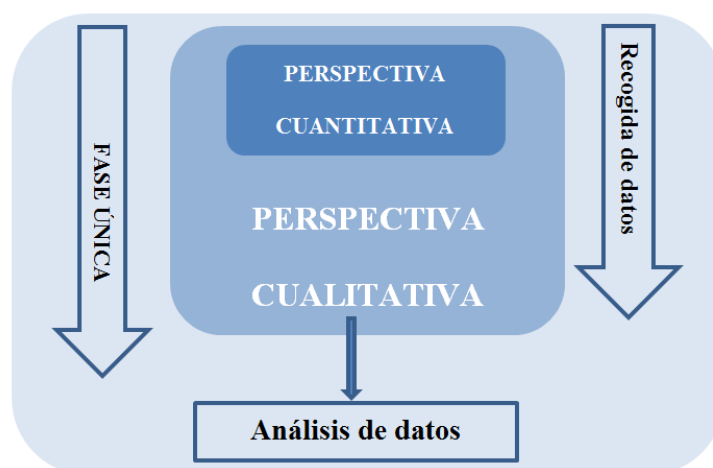 FASE ÚNICA
PERSPECTIVA
CUANTITATIVA
PERSPECTIVA
CUALITATIVA
Recogida de datos
Análisis de datos